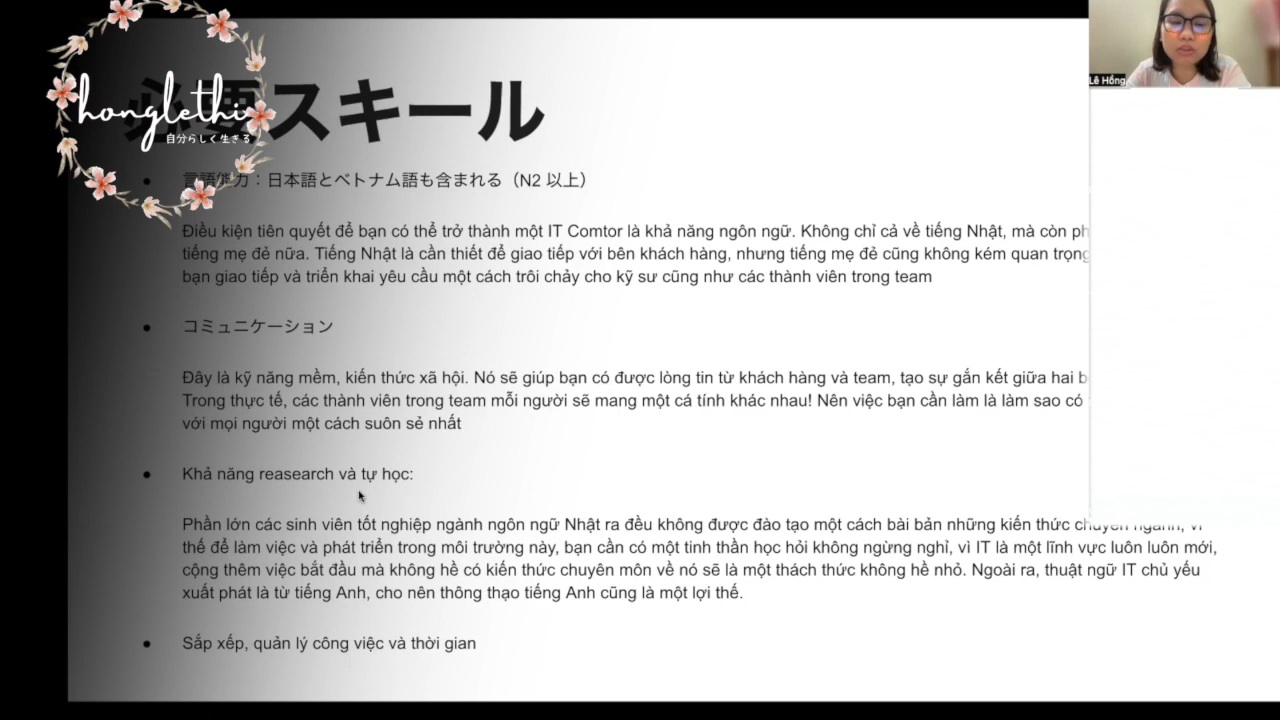 honglethi
自分らしく生きる
Lê Hồng
必要スキール
言語能力：日本語とベトナム語も含まれる（N2 以上）
Điều kiện tiên quyết để bạn có thể trở thành một IT Comtor là khả năng ngôn ngữ. Không chỉ cả về tiếng Nhật, mà còn
tiếng mẹ đẻ nữa. Tiếng Nhật là cần thiết để giao tiếp với bên khách hàng, nhưng tiếng mẹ đẻ cũng không kém quan trọng
bạn giao tiếp và triển khai yêu cầu một cách trôi chảy cho kỹ sư cũng như các thành viên trong team
コミュニケーション
Đây là kỹ năng mềm, kiến thức xã hội. Nó sẽ giúp bạn có được lòng tin từ khách hàng và team, tạo sự gắn kết giữa hai
Trong thực tế, các thành viên trong team mỗi người sẽ mang một cá tính khác nhau! Nên việc bạn cần làm là làm sao có
với mọi người một cách suôn sẻ nhất
Khả năng reasearch và tự học:
Phần lớn các sinh viên tốt nghiệp ngành ngôn ngữ Nhật ra đều không được đào tạo một cách bài bản những kiến thức chuyên ngành, vì
thế để làm việc và phát triển trong môi trường này, bạn cần có một tinh thần học hỏi không ngừng nghỉ, vì IT là một lĩnh vực luôn luôn mới,
cộng thêm việc bắt đầu mà không hề có kiến thức chuyên môn về nó sẽ là một thách thức không hề nhỏ. Ngoài ra, thuật ngữ IT chủ yếu
xuất phát là từ tiếng Anh, cho nên thông thạo tiếng Anh cũng là một lợi thế.
Sắp xếp, quản lý công việc và thời gian